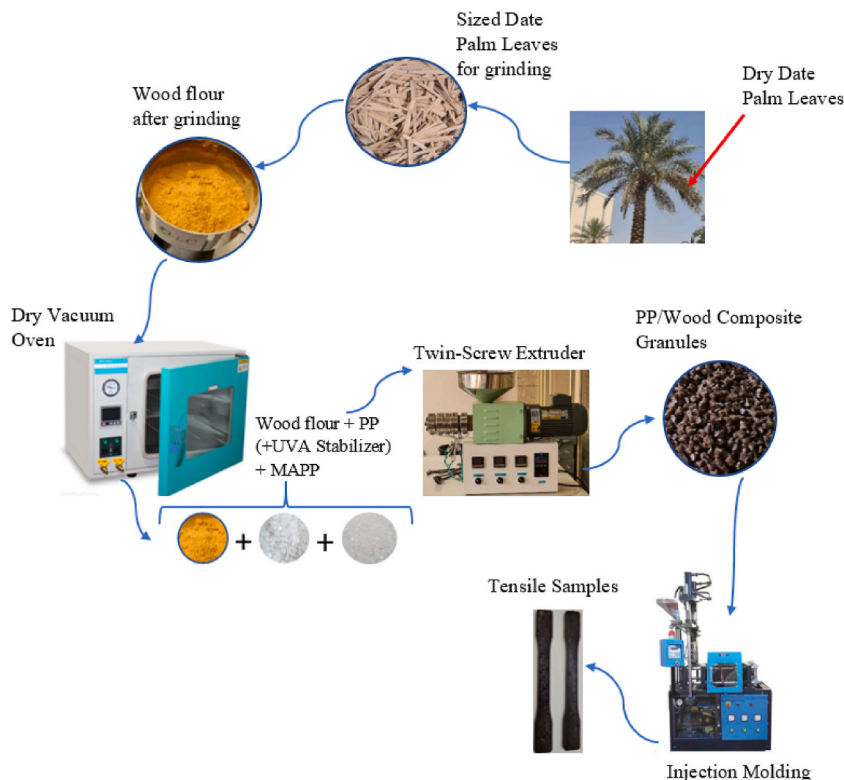 Sized Date
Palm Leaves
for grinding
Dry Date
Palm Leaves
Wood flour
after grinding
Dry Vacuum
Oven
Twin-Screw Extruder
PP/Wood Composite
Granules
Wood flour + PP
(+UVA Stabilizer)
+ MAPP
+ +
Tensile Samples
Injection Molding